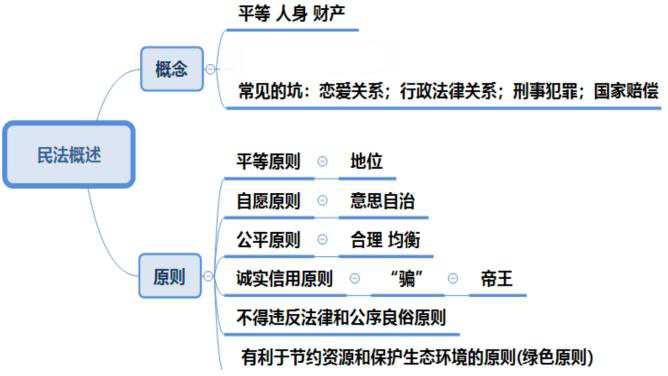 平等 人身 财产
概念
常见的坑：恋爱关系；行政法律关系；刑事犯罪；国家赔偿
民法概述
平等原则 地位
自愿原则 意思自治
公平原则 合理 均衡
原则
诚实信用原则 “骗” 帝王
不得违反法律和公序良俗原则
有利于节约资源和保护生态环境的原则(绿色原则)